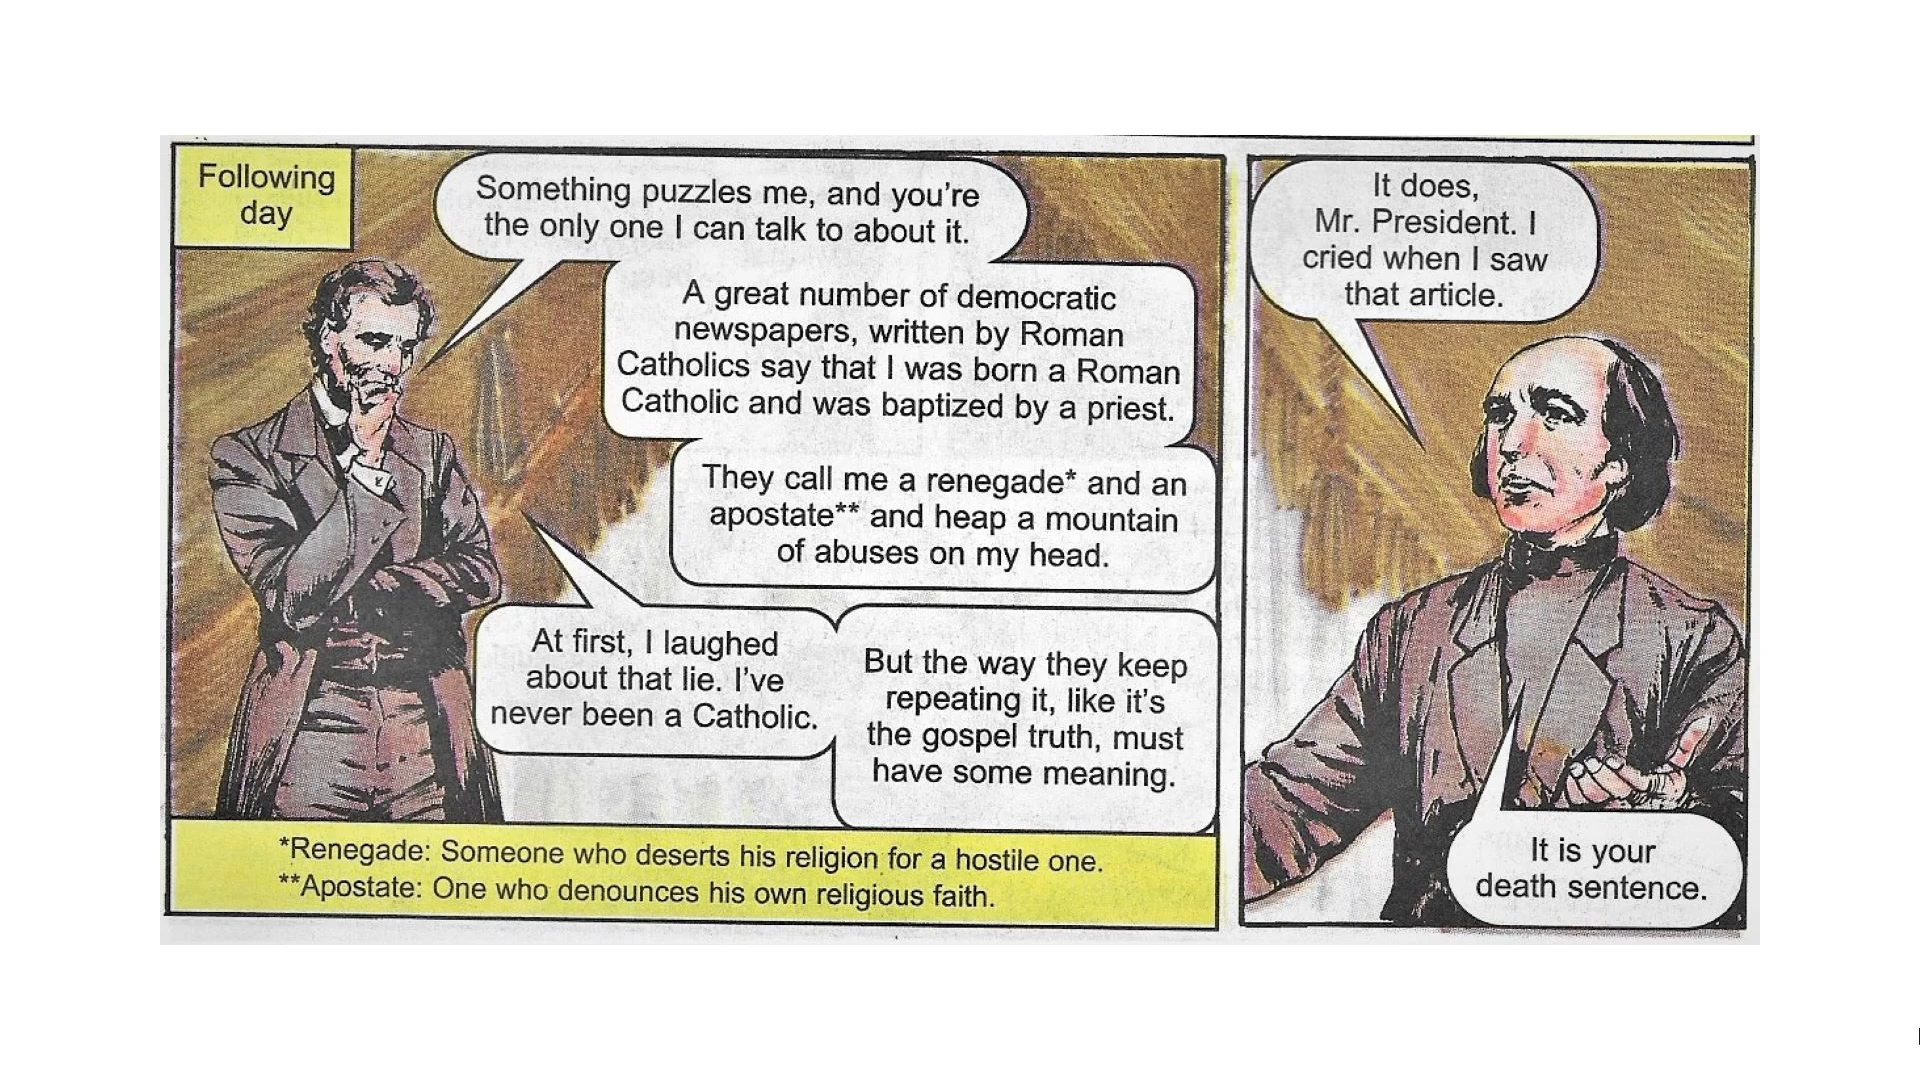 Following
day
Something puzzles me, and you're
the only one I can talk to about it.
A great number of democratic
newspapers, written by Roman
Catholics say that I was born a Roman
Catholic and was baptized by a priest.
They call me a renegade* and an
apostate** and heap a mountain
of abuses on my head.
At first, I laughed
about that lie. I've
never been a Catholic.
But the way they keep
repeating it, like it's
the gospel truth, must
have some meaning.
*Renegade: Someone who deserts his religion for a hostile one.
**Apostate: One who denounces his own religious faith.
It does,
Mr. President. I
cried when I saw
that article.
It is your
death sentence.